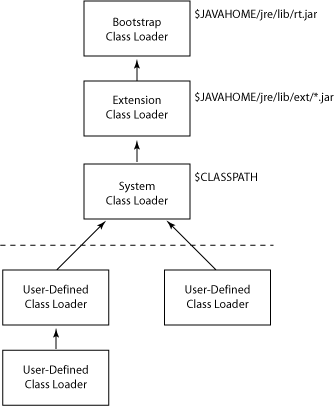 Bootstrap
Class Loader
$JAVAHOME/jre/lib/rt.jar
Extension
Class Loader
$JAVAHOME/jre/lib/ext/*.jar
System
Class Loader
$CLASSPATH
User-Defined
Class Loader
User-Defined
Class Loader
User-Defined
Class Loader